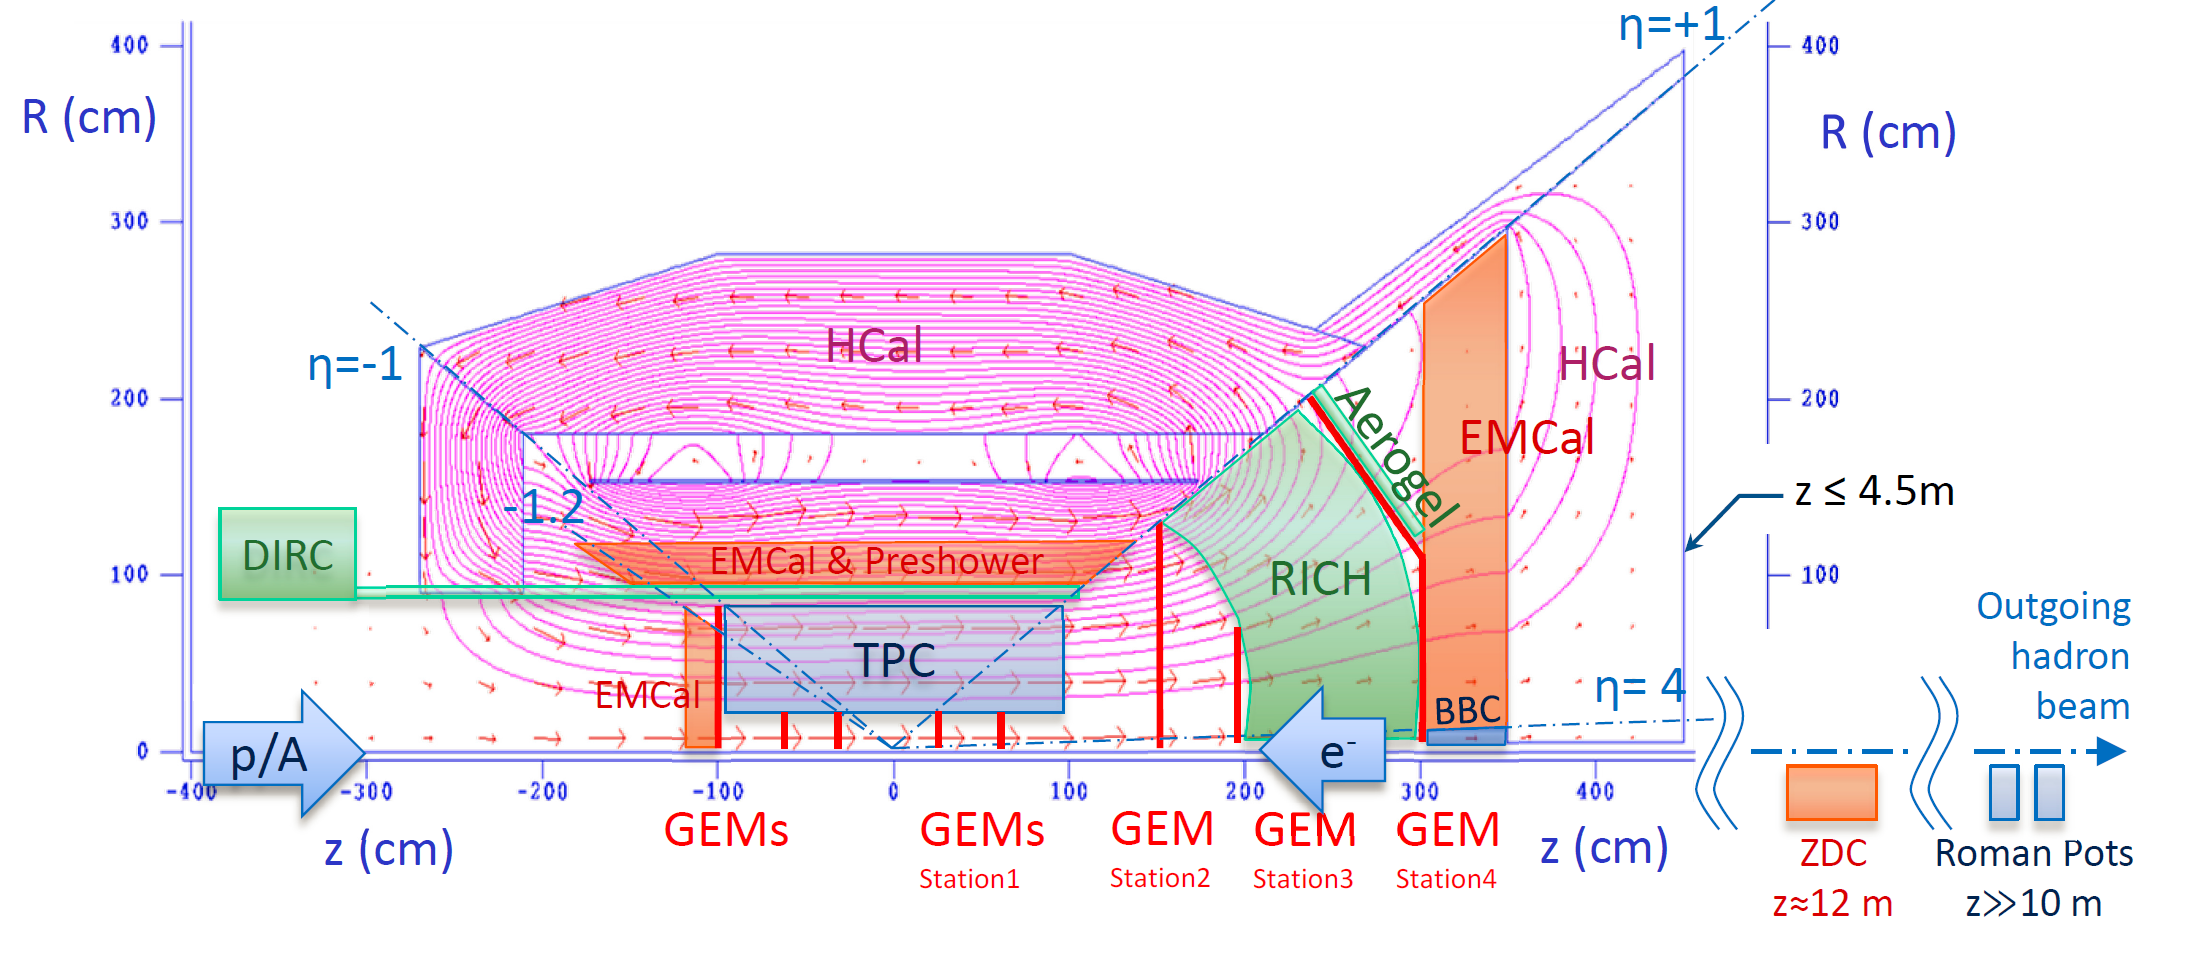 η=+1
400
400
R (cm)
R (cm)
300
300
HCal
η=-1
HCal
200
200
Aerogel
EMCal
z ≤ 4.5m
-1.2
DIRC
EMCal & Preshower
RICH
100
100
Outgoing
hadron
beam
TPC
EMCal
η= 4
BBC
0
p/A
e-
-400
-300
-200
-100
0
100
200
300
400
z (cm)
GEMs
GEMs
Station1
GEM
Station2
GEM
Station3
GEM
Station4
z (cm)
ZDC
z≈12 m
Roman Pots
z≫10 m